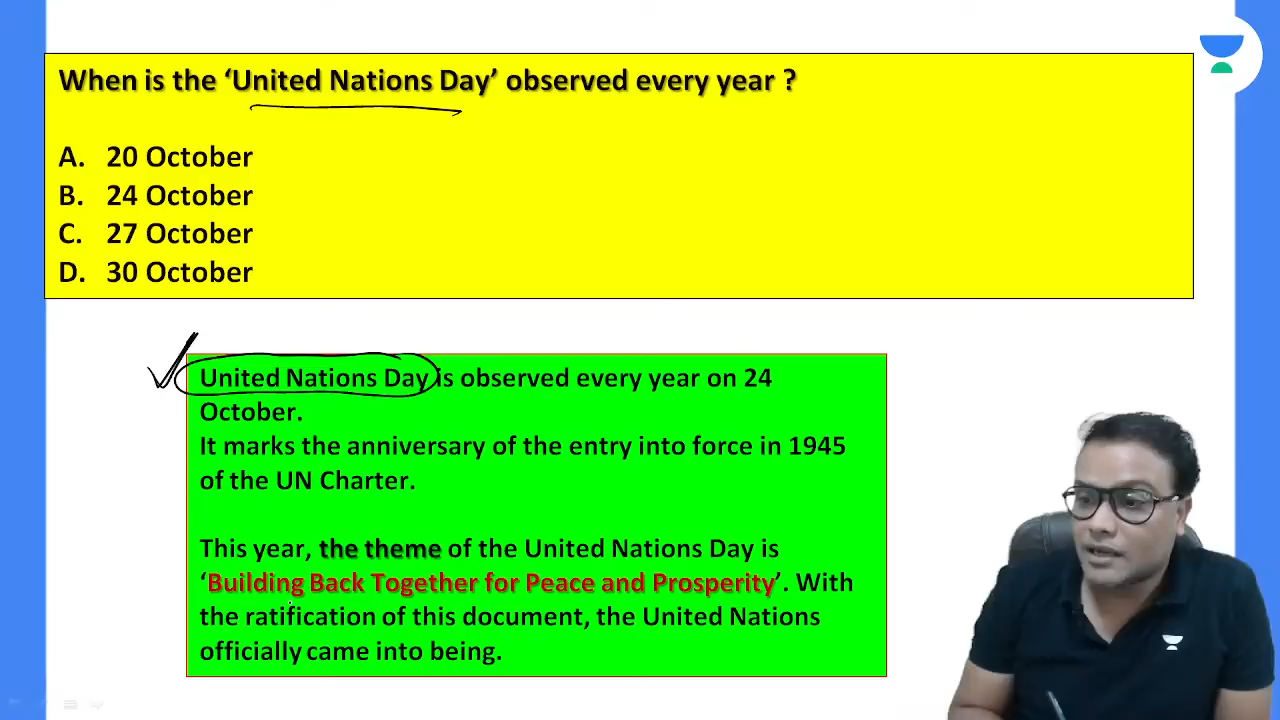 When is the ‘United Nations Day’ observed every year ?
A. 20 October
B. 24 October
C. 27 October
D. 30 October
United Nations Day is observed every year on 24
October.
It marks the anniversary of the entry into force in 1945
of the UN Charter.
This year, the theme of the United Nations Day is
‘Building Back Together for Peace and Prosperity’. With
the ratification of this document, the United Nations
officially came into being.